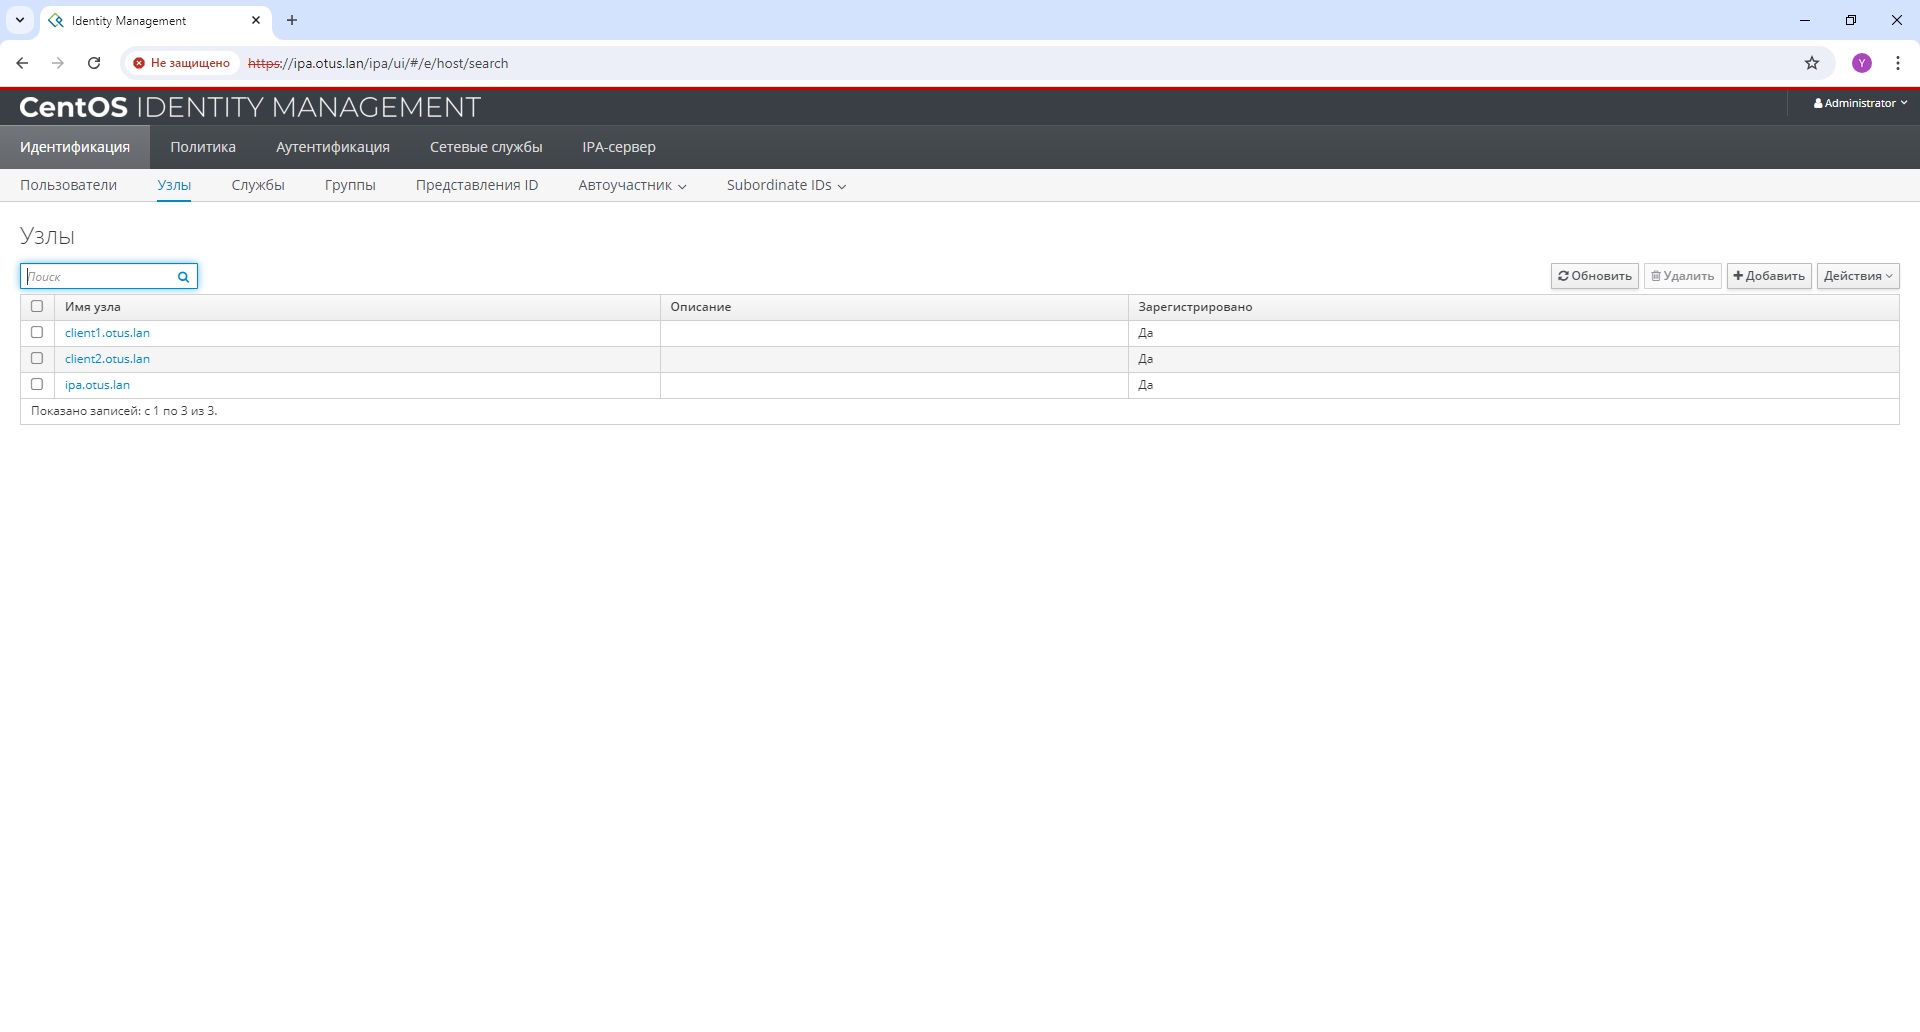 Identity Management
Не защищено https://ipa.otus.lan/ipa/ui/#/e/host/search Y
CentOS IDENTITY MANAGEMENT Administrator
Идентификация Политика Аутентификация Сетевые службы IPA-сервер
Пользователи Узлы Службы Группы Представления ID Автоучастник Subordinate IDs
Узлы
Поиск Обновить Удалить Добавить Действия
Имя узла Описание Зарегистрировано
client1.otus.lan Да
client2.otus.lan Да
ipa.otus.lan Да
Показано записей: с 1 по 3 из 3.